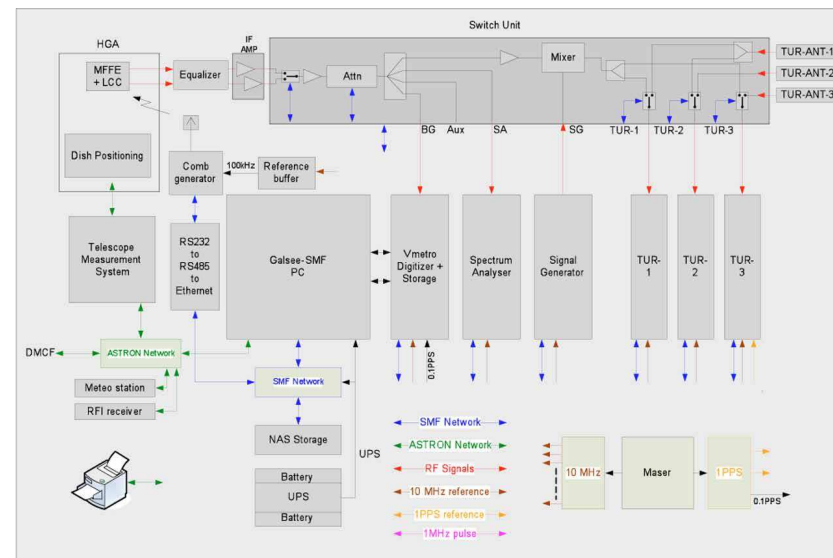 Switch Unit
HGA
IF
AMP
MFFE
+ LCC
Equalizer
Attn
Mixer
TUR-ANT-1
TUR-ANT-2
TUR-ANT-3
BG
Aux
SA
SG
TUR-1
TUR-2
TUR-3
Dish Positioning
Comb
generator
100kHz
Reference
buffer
Telescope
Measurement
System
RS232
to
RS485
to
Ethernet
Galsee-SMF
PC
Vmetro
Digitizer +
Storage
Spectrum
Analyser
Signal
Generator
TUR-
1
TUR-
2
TUR-
3
0.1PPS
DMCF
ASTRON Network
Meteo station
RFI receiver
SMF Network
NAS Storage
UPS
Battery
UPS
Battery
SMF Network
ASTRON Network
RF Signals
10 MHz reference
1PPS reference
1MHz pulse
10 MHz
Maser
1PPS
0.1PPS